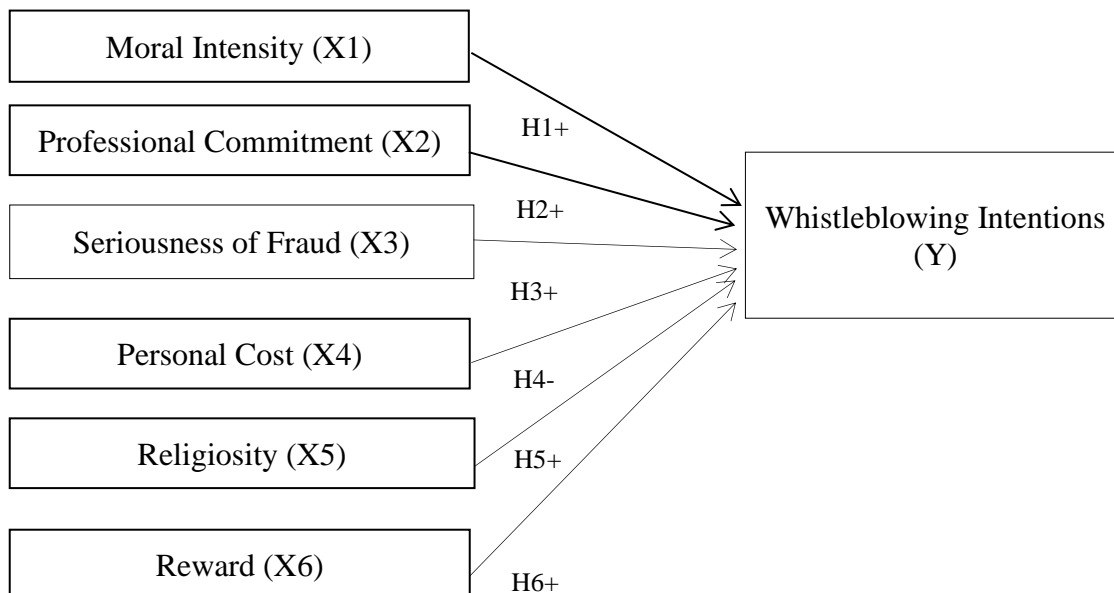 Moral Intensity (X1)
H1+
Professional Commitment (X2)
H2+
Seriousness of Fraud (X3)
Whistleblowing Intentions
(Y)
H3+
Personal Cost (X4)
H4-
Religiosity (X5)
H5+
Reward (X6)
H6+